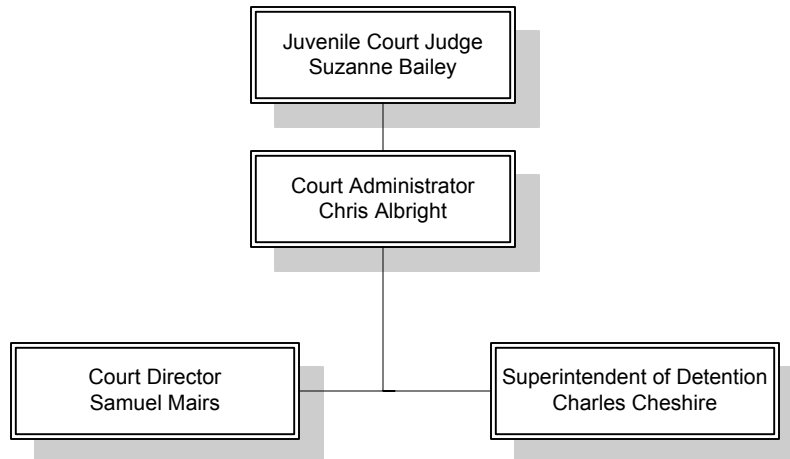 Juvenile Court Judge
Suzanne Bailey
Court Administrator
Chris Albright
Court Director
Samuel Mairs
Superintendent of Detention
Charles Cheshire